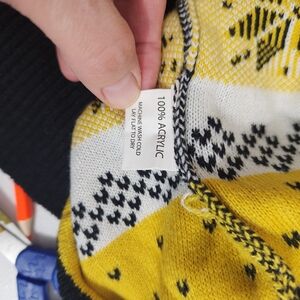 100% ACRYLIC
MACHINE WASH COLD
LAY FLAT TO DRY